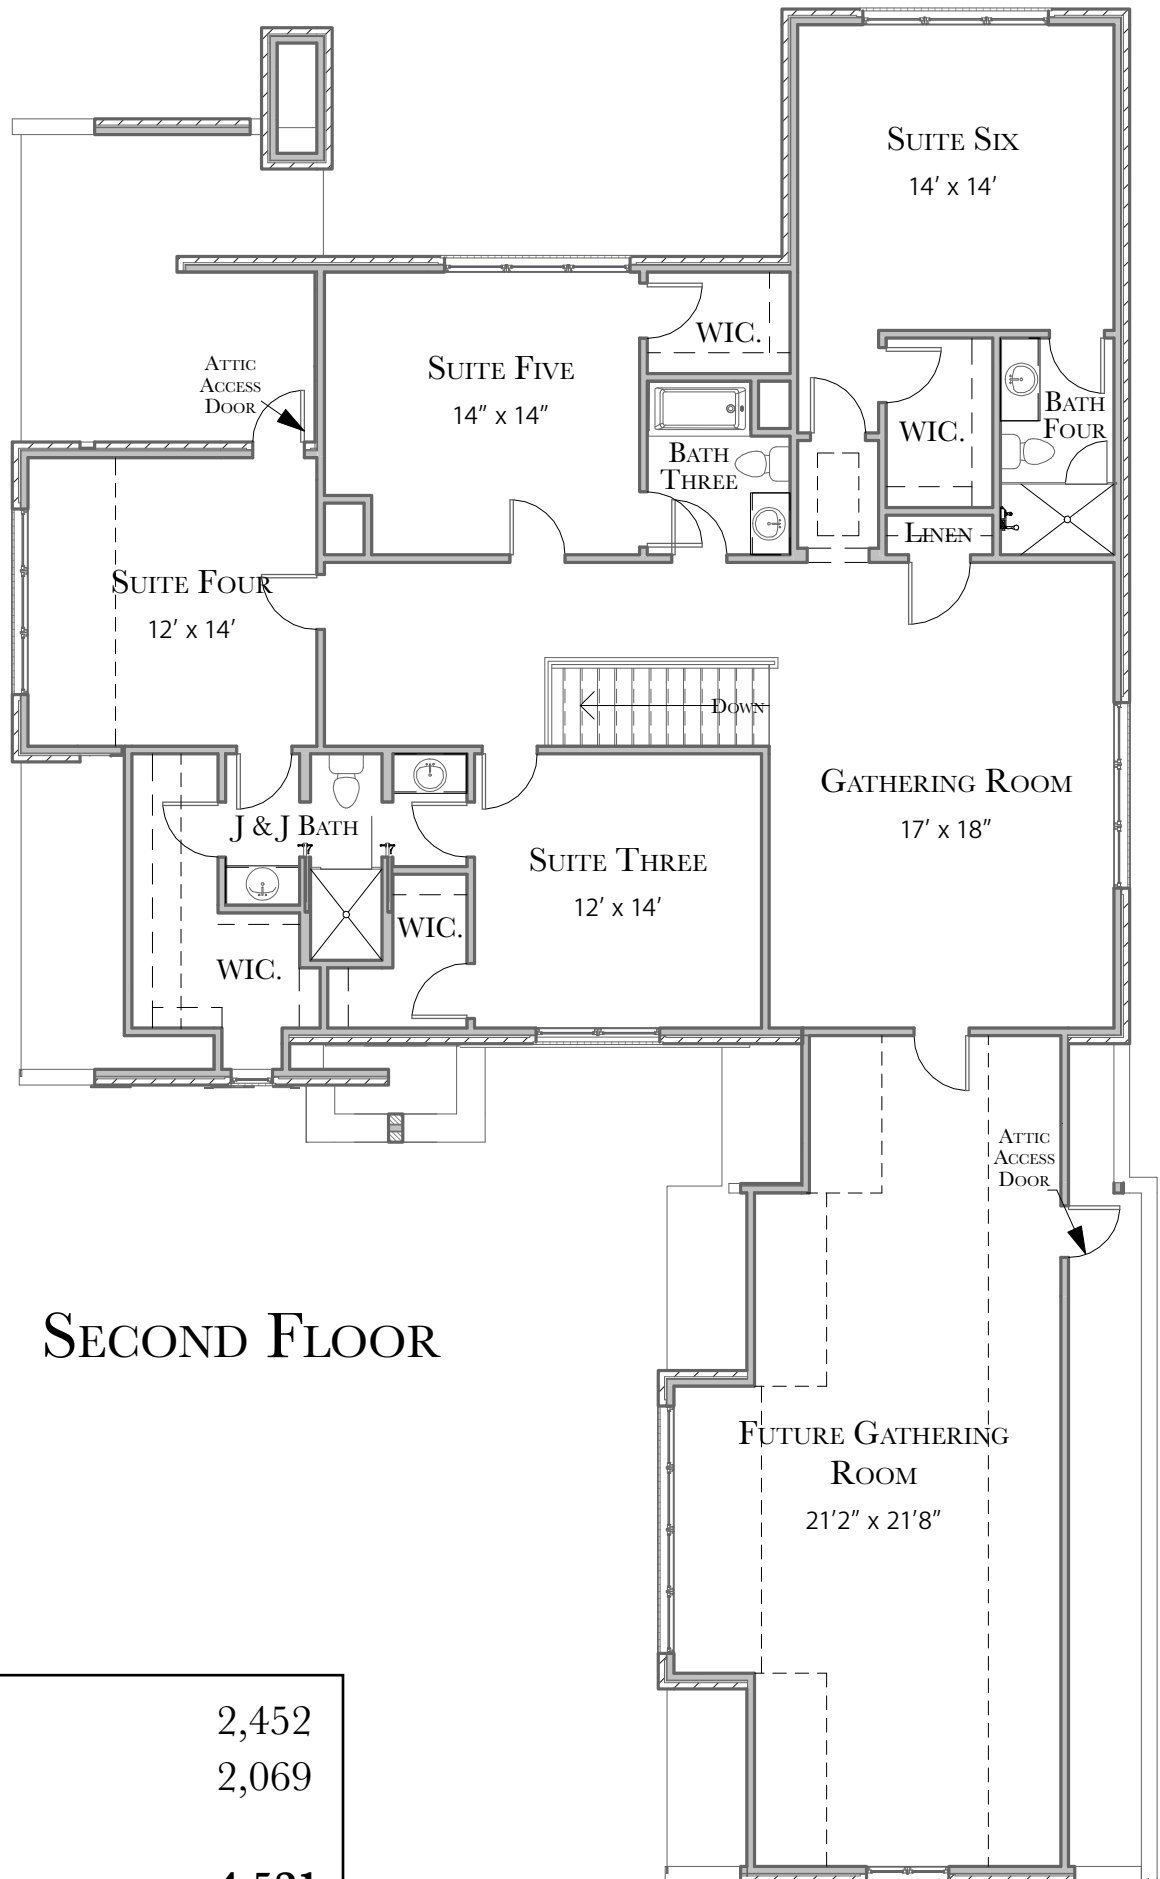 Suite Six
14' x 14'
WIC.
Attic
Access
Door
Suite Five
14" x 14"
Bath
Four
WIC.
Bath
Three
Linen
Suite Four
12' x 14'
Down
Gathering Room
17' x 18"
J & J Bath
Suite Three
12' x 14'
WIC.
WIC.
Attic
Access
Door
Second Floor
Future Gathering
Room
21'2" x 21'8"
2,452
2,069
4,521